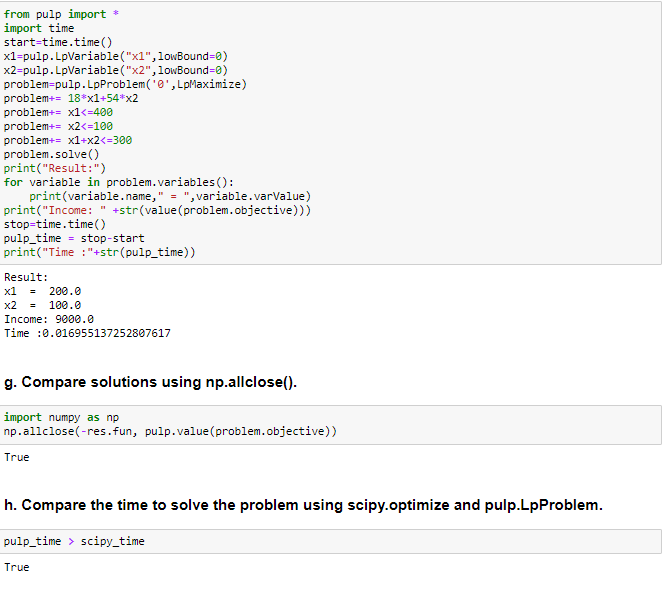 from pulp import *
import time
start=time.time()
x1=pulp.LpVariable("x1",lowBound=0)
x2=pulp.LpVariable("x2",lowBound=0)
problem=pulp.LpProblem('0',LpMaximize)
problem+= 18*x1+54*x2
problem+= x1<=400
problem+= x2<=100
problem+= x1+x2<=300
problem.solve()
print("Result:")
for variable in problem.variables():
    print(variable.name," = ",variable.varValue)
print("Income: " +str(value(problem.objective)))
stop=time.time()
pulp_time = stop-start
print("Time :"+str(pulp_time))
Result:
x1  =  200.0
x2  =  100.0
Income: 9000.0
Time :0.016955137252807617
g. Compare solutions using np.allclose().
import numpy as np
np.allclose(-res.fun, pulp.value(problem.objective))
True
h. Compare the time to solve the problem using scipy.optimize and pulp.LpProblem.
pulp_time > scipy_time
True